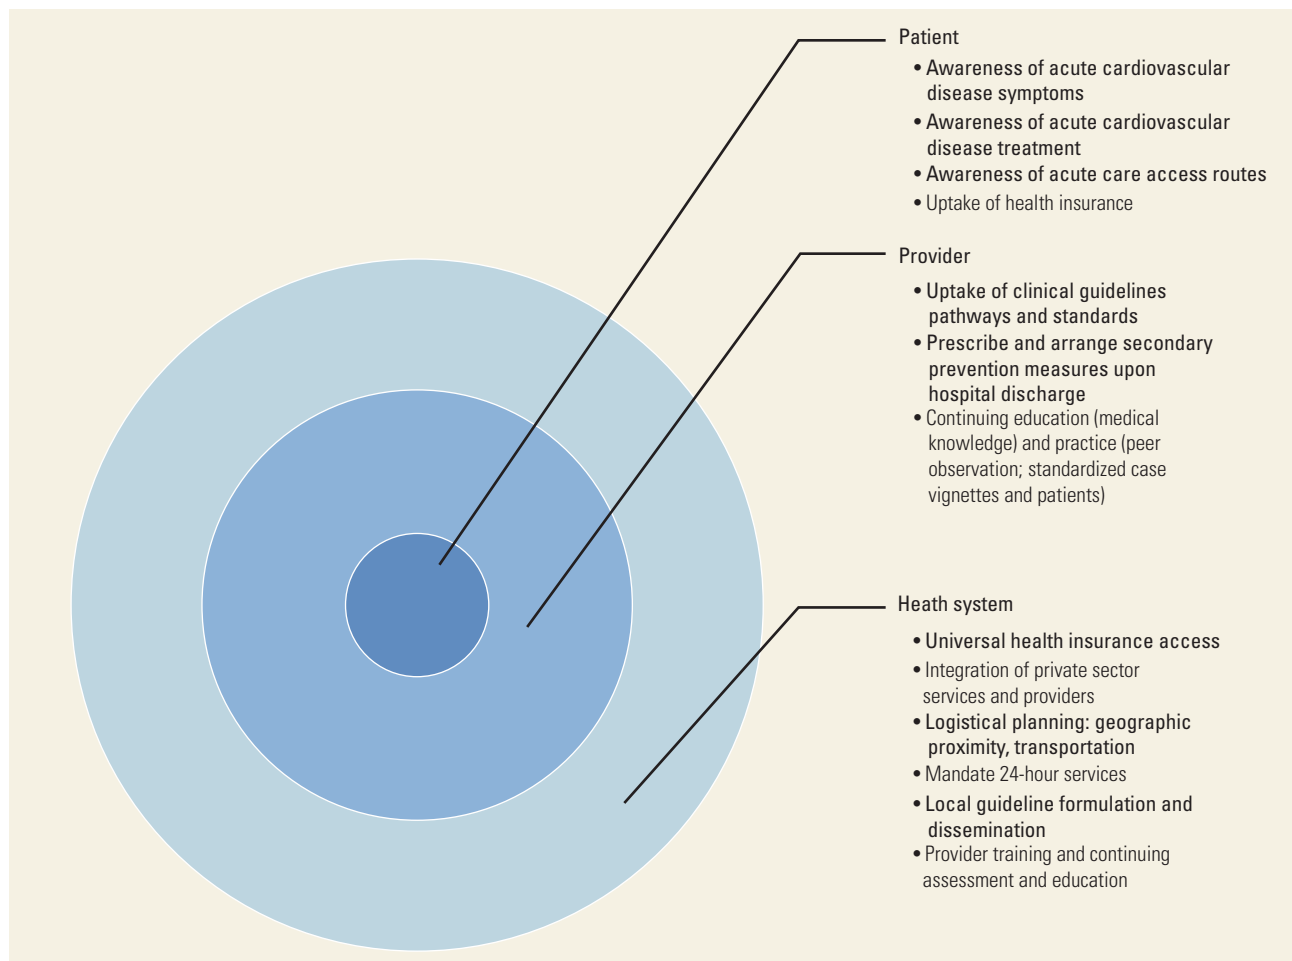 Patient
• Awareness of acute cardiovascular
disease symptoms
• Awareness of acute cardiovascular
disease treatment
• Awareness of acute care access routes
• Uptake of health insurance
Provider
• Uptake of clinical guidelines
pathways and standards
• Prescribe and arrange secondary
prevention measures upon
hospital discharge
• Continuing education (medical
knowledge) and practice (peer
observation; standardized case
vignettes and patients)
Heath system
• Universal health insurance access
• Integration of private sector
services and providers
• Logistical planning: geographic
proximity, transportation
• Mandate 24-hour services
• Local guideline formulation and
dissemination
• Provider training and continuing
assessment and education